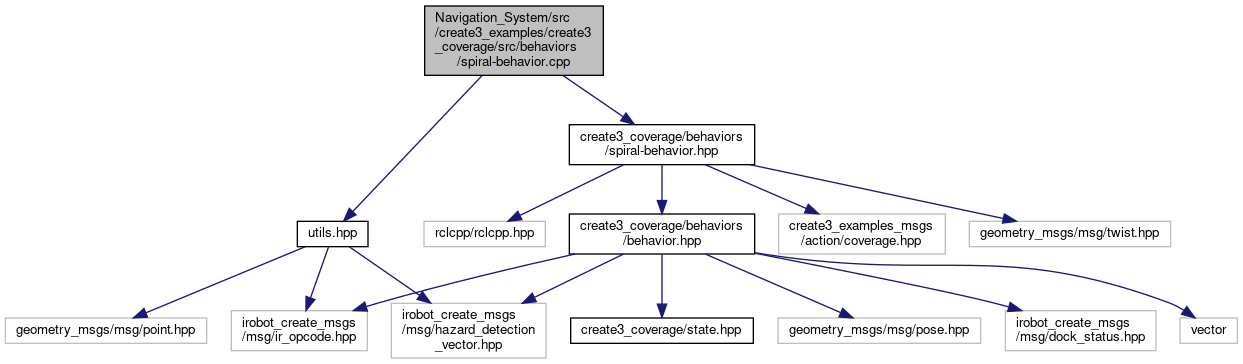 Navigation_System/src
/create3_examples/create3
_coverage/src/behaviors
/spiral-behavior.cpp
create3_coverage/behaviors
/spiral-behavior.hpp
utils.hpp
rclcpp/rclcpp.hpp
create3_coverage/behaviors
/behavior.hpp
create3_examples_msgs
/action/coverage.hpp
geometry_msgs/msg/twist.hpp
geometry_msgs/msg/point.hpp
irobot_create_msgs
/msg/ir_opcode.hpp
irobot_create_msgs
/msg/hazard_detection
_vector.hpp
create3_coverage/state.hpp
geometry_msgs/msg/pose.hpp
irobot_create_msgs
/msg/dock_status.hpp
vector